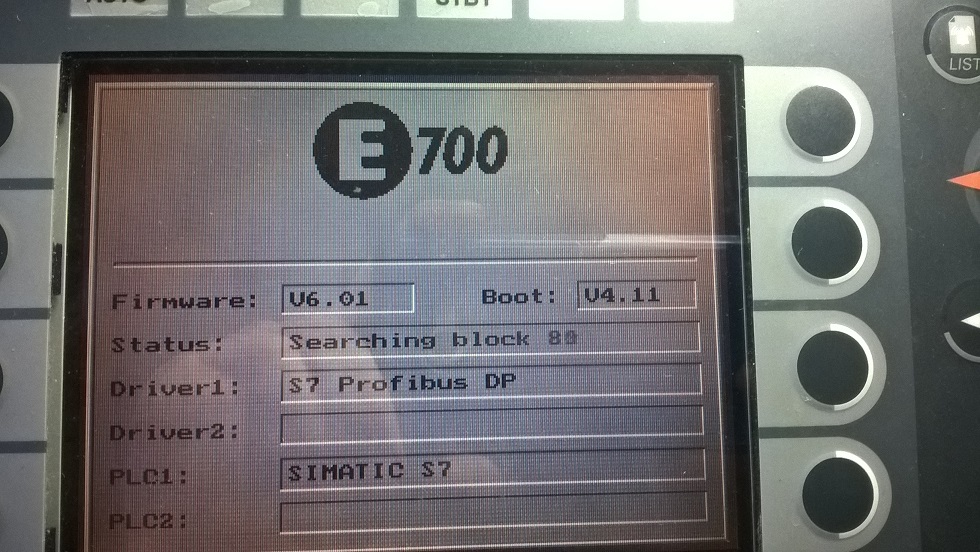 LIST
E700
Firmware: V6.01 Boot: V4.11
Status: Searching block
Driver1: S7 Profibus DP
Driver2:
PLC1: SIMATIC S7
PLC2: